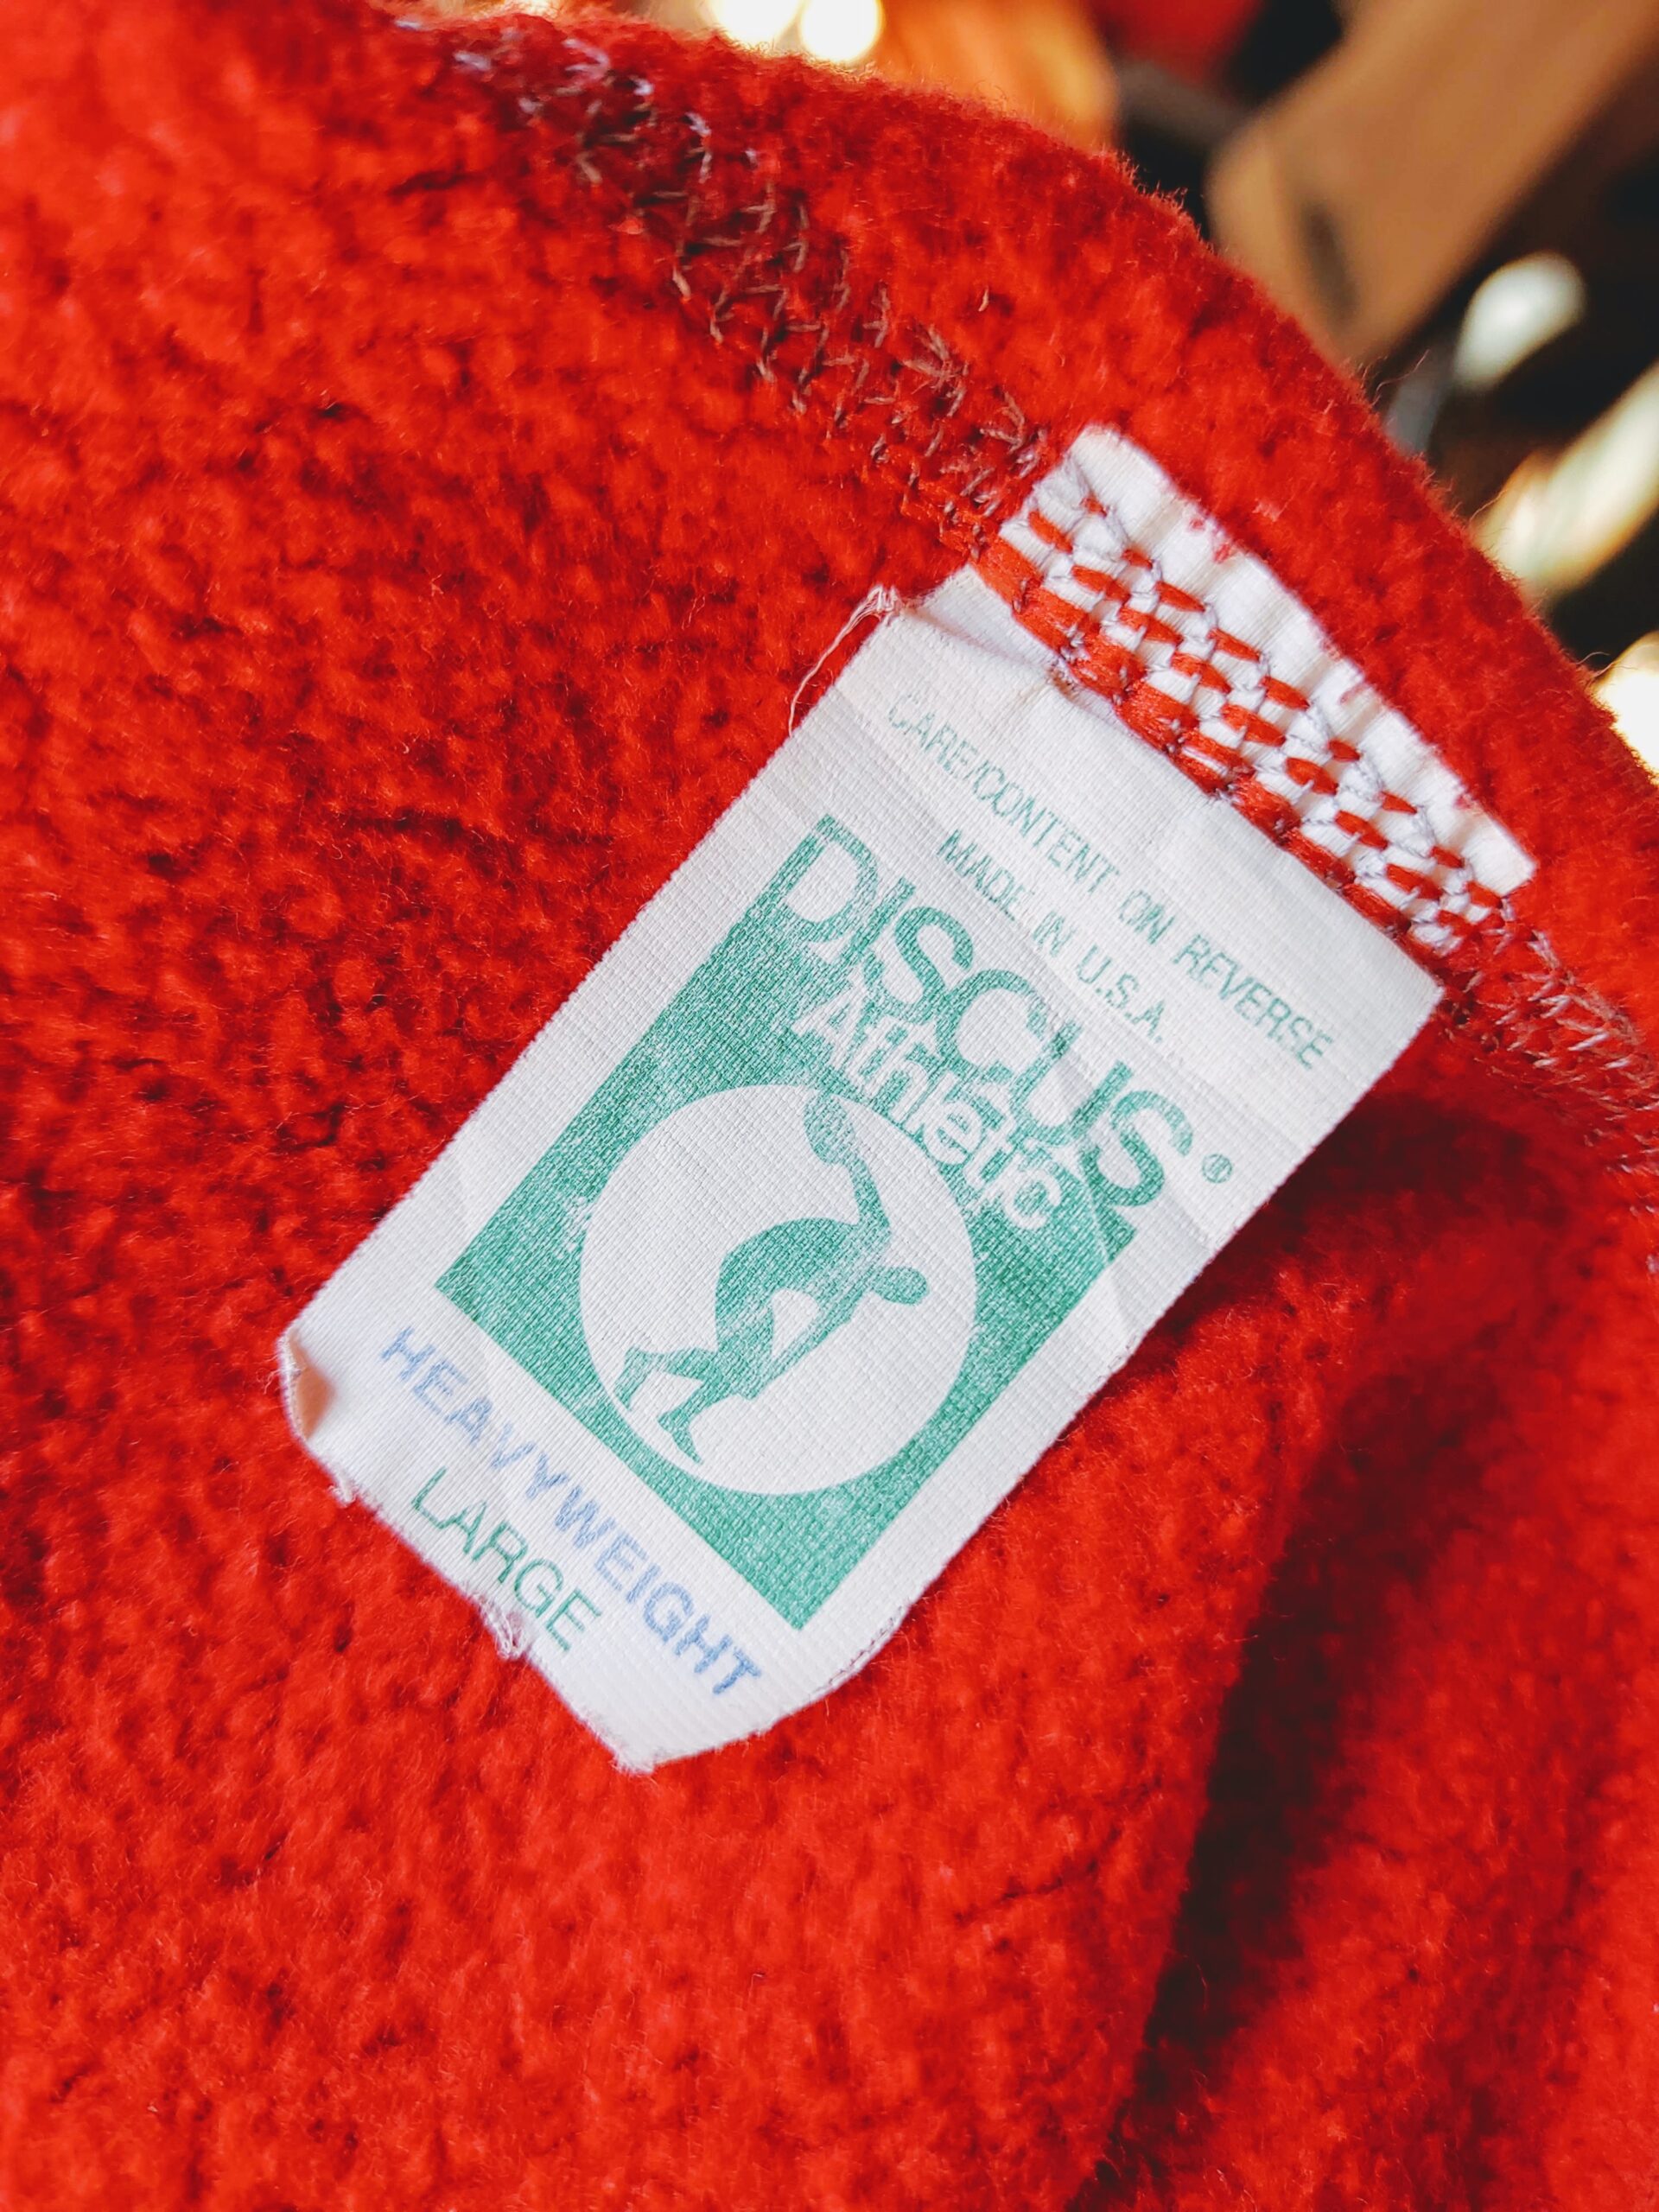 CARE/CONTENT ON REVERSE
MADE IN U.S.A.
DISCUS®
Athletic
HEAVYWEIGHT
LARGE